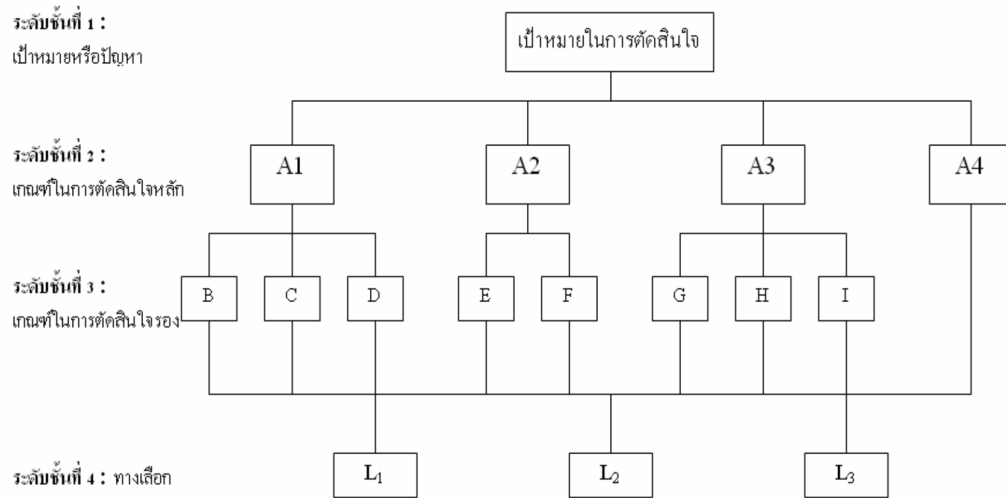 ระดับชั้นที่ 1 :
เป้าหมายหรือปัญหา
เป้าหมายในการตัดสินใจ
ระดับชั้นที่ 2 :
เกณฑ์ในการตัดสินใจหลัก
A1
A2
A3
A4
ระดับชั้นที่ 3 :
เกณฑ์ในการตัดสินใจรอง
B
C
D
E
F
G
H
I
ระดับชั้นที่ 4 : ทางเลือก
L₁
L₂
L₃